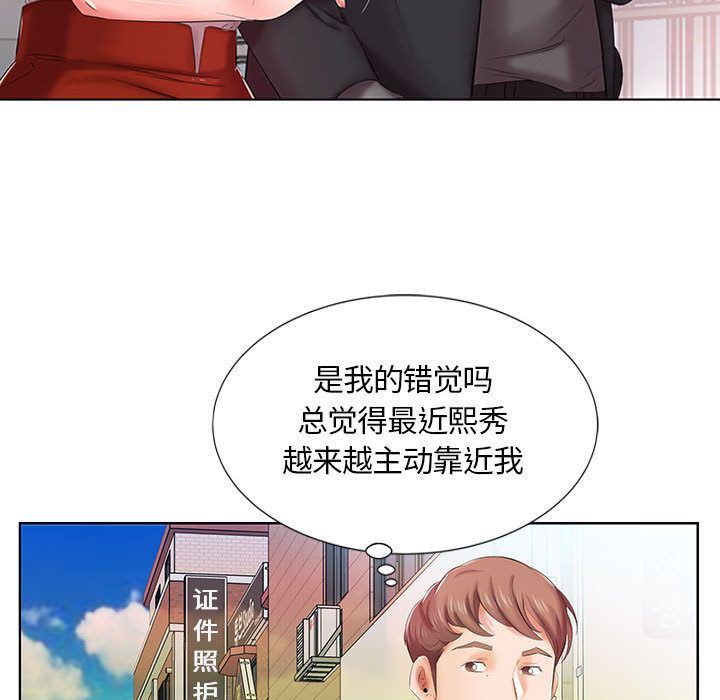 是我的错觉吗
总觉得最近熙秀
越来越主动靠近我
证件照护